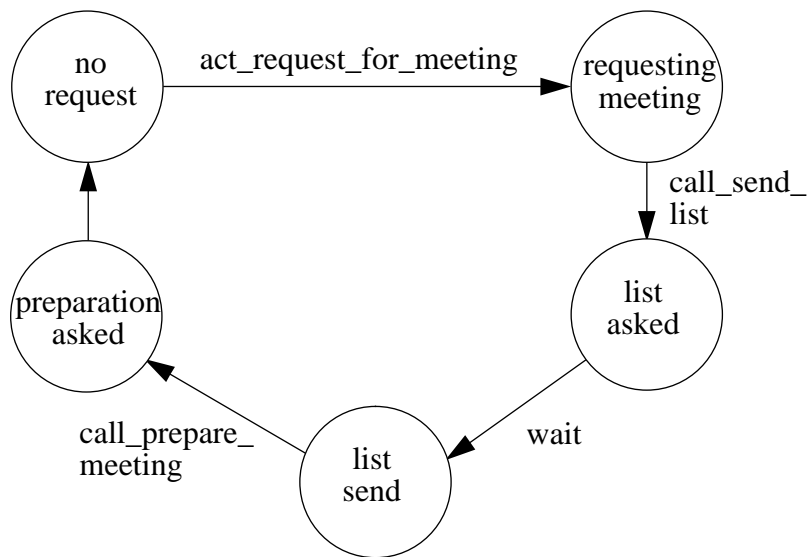 no
request
act_request_for_meeting
requesting
meeting
call_send_
list
preparation
asked
list
asked
call_prepare_
meeting
list
send
wait